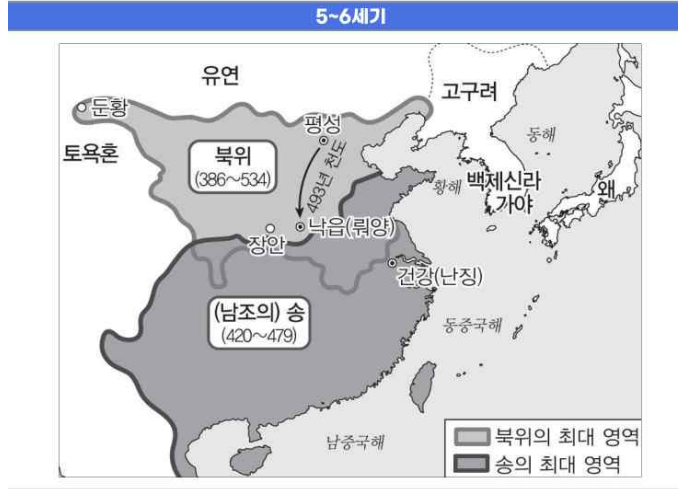 5~6세기
유연
고구려
둔황
평성
동해
토욕혼
북위
(386~534)
493년 천도
황해
백제신라
가야
왜
낙읍(뤄양)
장안
건강(난징)
(남조의) 송
(420~479)
동중국해
남중국해
북위의 최대 영역
송의 최대 영역